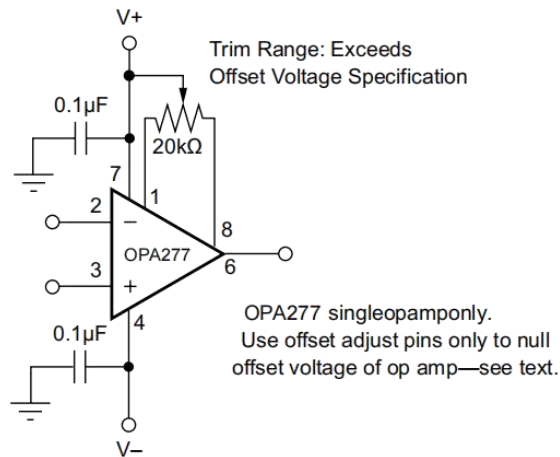 V+
Trim Range: Exceeds
Offset Voltage Specification
0.1µF
20kΩ
7
1
2
8
OPA277
6
3
4
0.1µF
OPA277 singleopamponly.
Use offset adjust pins only to null
offset voltage of op amp—see text.
V–